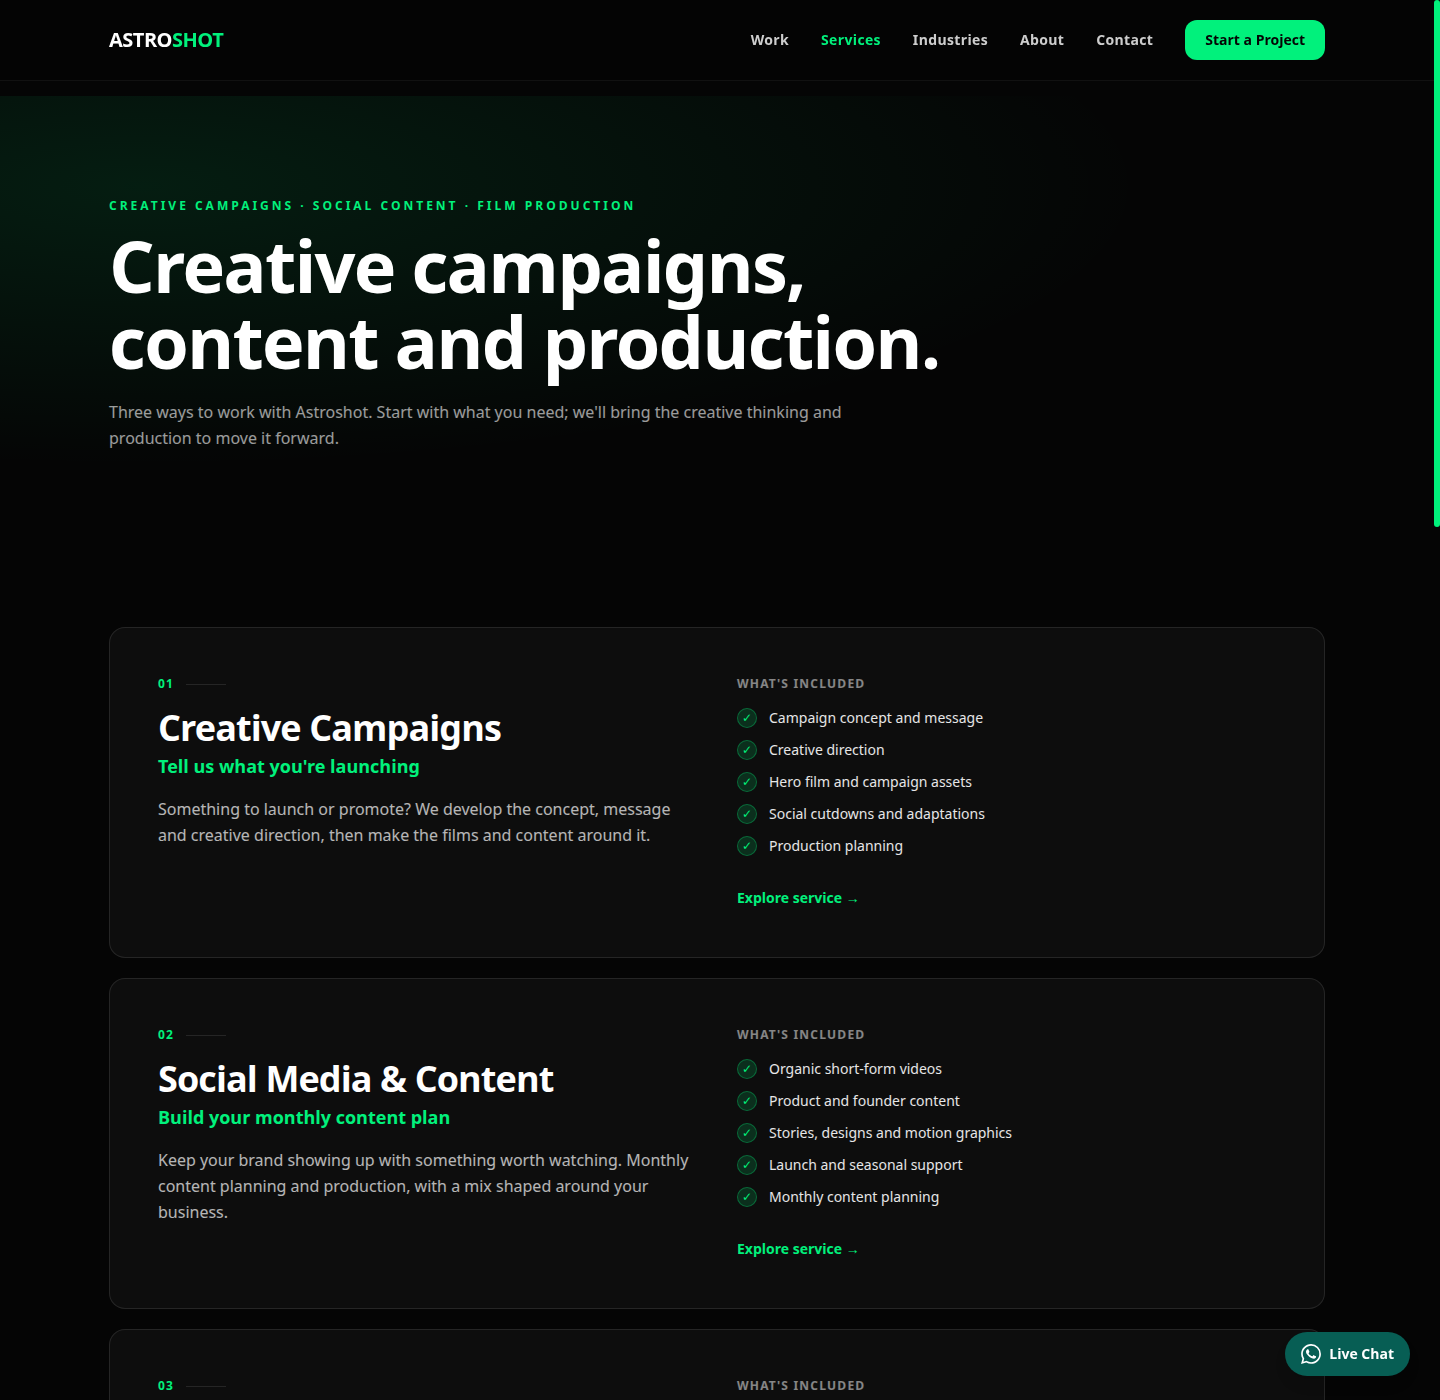 ASTROSHOT
Work
Services
Industries
About
Contact
Start a Project
CREATIVE CAMPAIGNS · SOCIAL CONTENT · FILM PRODUCTION
Creative campaigns,
content and production.
Three ways to work with Astroshot. Start with what you need; we'll bring the creative thinking and
production to move it forward.
01
Creative Campaigns
Tell us what you're launching
Something to launch or promote? We develop the concept, message
and creative direction, then make the films and content around it.
WHAT'S INCLUDED
✓ Campaign concept and message
✓ Creative direction
✓ Hero film and campaign assets
✓ Social cutdowns and adaptations
✓ Production planning
Explore service →
02
Social Media & Content
Build your monthly content plan
Keep your brand showing up with something worth watching. Monthly
content planning and production, with a mix shaped around your
business.
WHAT'S INCLUDED
✓ Organic short-form videos
✓ Product and founder content
✓ Stories, designs and motion graphics
✓ Launch and seasonal support
✓ Monthly content planning
Explore service →
03
WHAT'S INCLUDED
Live Chat